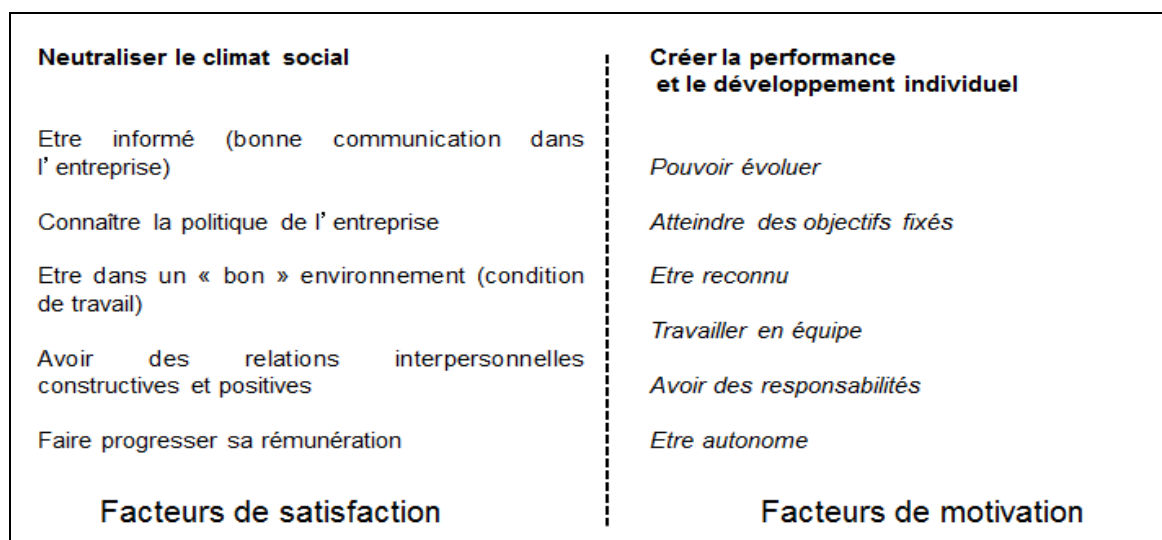 Neutraliser le climat social
Etre informé (bonne communication dans
l’entreprise)
Connaître la politique de l’entreprise
Etre dans un « bon » environnement (condition
de travail)
Avoir des relations interpersonnelles
constructives et positives
Faire progresser sa rémunération
Facteurs de satisfaction
Créer la performance
et le développement individuel
Pouvoir évoluer
Atteindre des objectifs fixés
Etre reconnu
Travailler en équipe
Avoir des responsabilités
Etre autonome
Facteurs de motivation